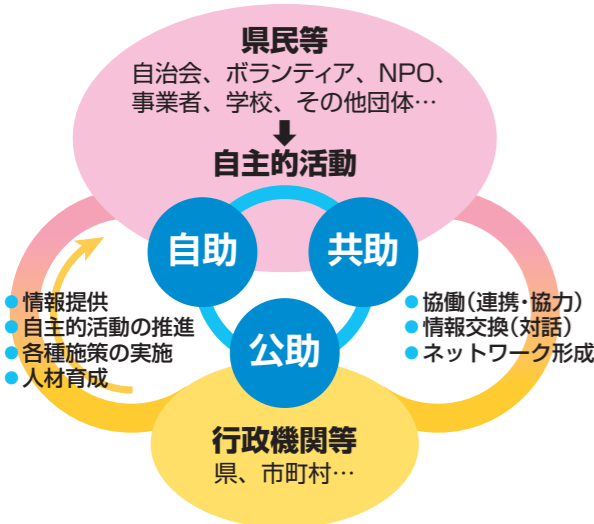 県民等
自治会、ボランティア、NPO、
事業者、学校、その他団体…
自主的活動
自助
共助
公助
●情報提供
●自主的活動の推進
●各種施策の実施
●人材育成
●協働(連携・協力)
●情報交換(対話)
●ネットワーク形成
行政機関等
県、市町村…